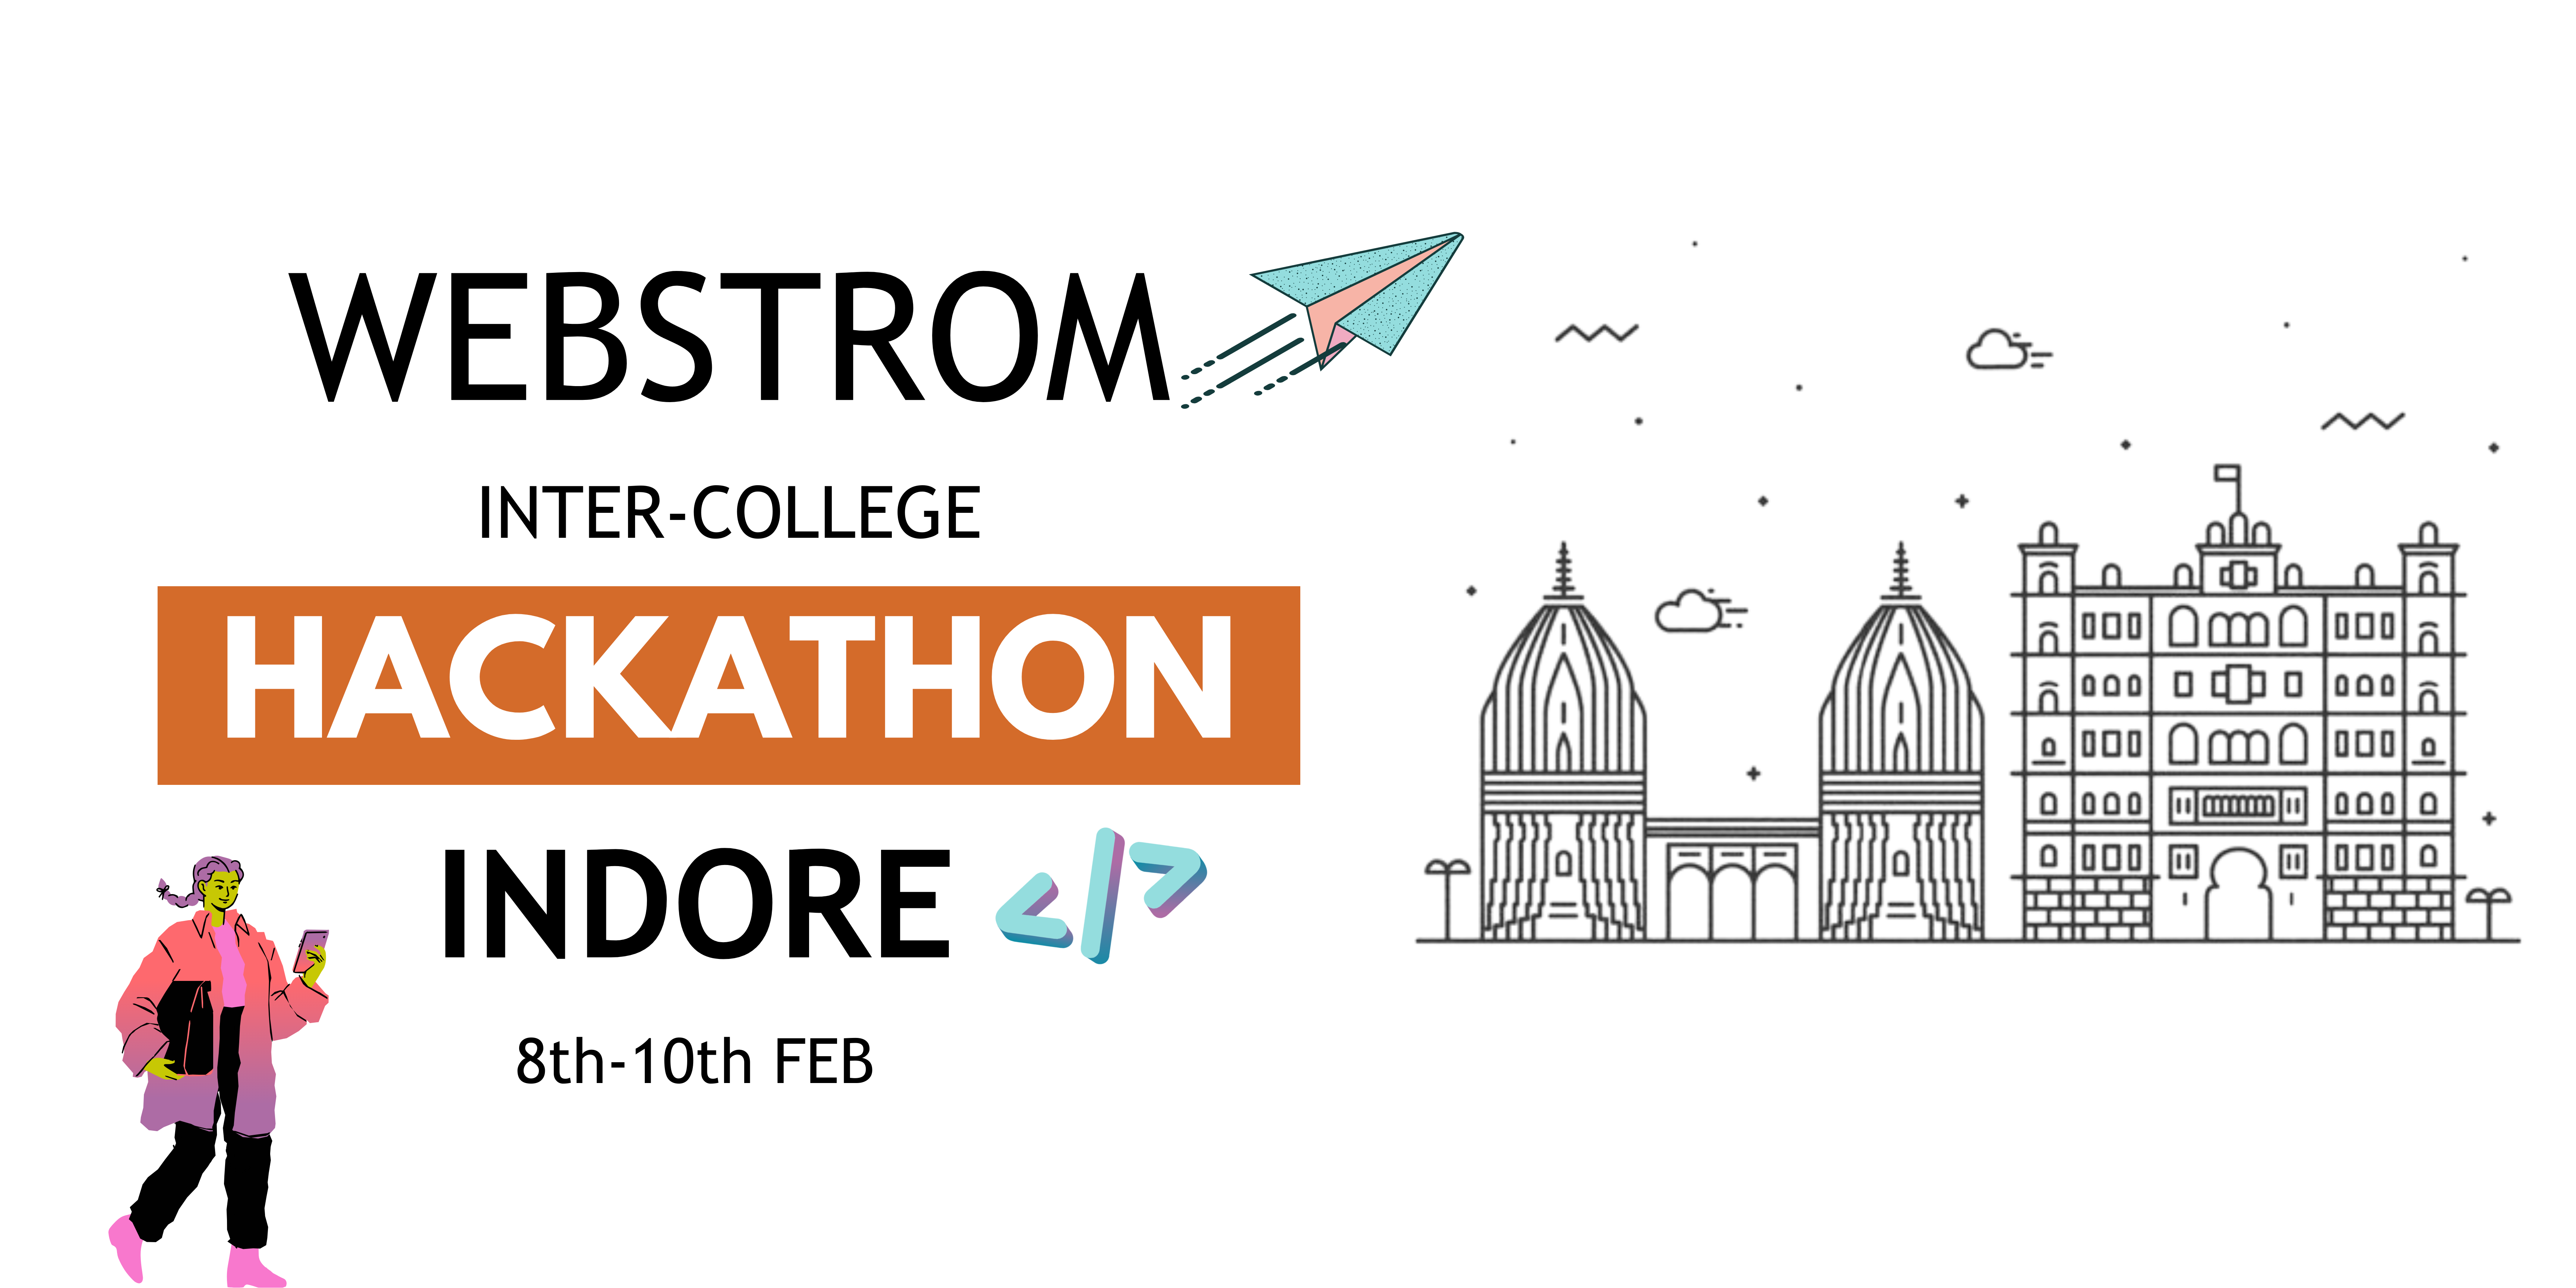 WEBSTROM
INTER-COLLEGE
HACKATHON
INDORE </>
8th-10th FEB